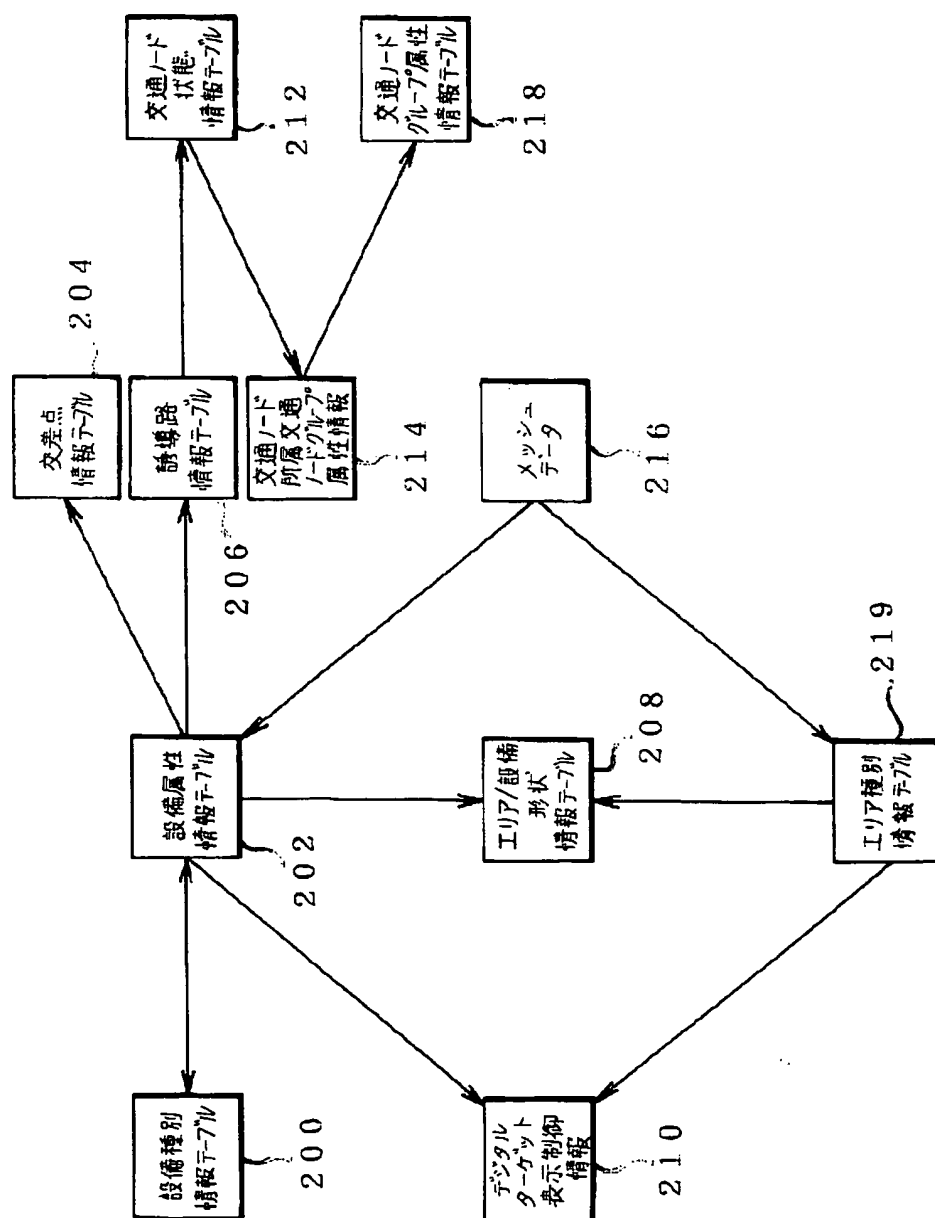 設備種別
情報テーブル
200
設備属性
情報テーブル
202
交差点
情報テーブル
204
誘導路
情報テーブル
206
交通ノード
状態
情報テーブル
212
交通ノード
所属交通
ノードグループ
属性情報
214
交通ノード
グループ属性
情報テーブル
218
デジタル
ターゲット
表示制御
情報
210
エリア/設備
形状
情報テーブル
208
メッシュ
データ
216
エリア種別
情報テーブル
219